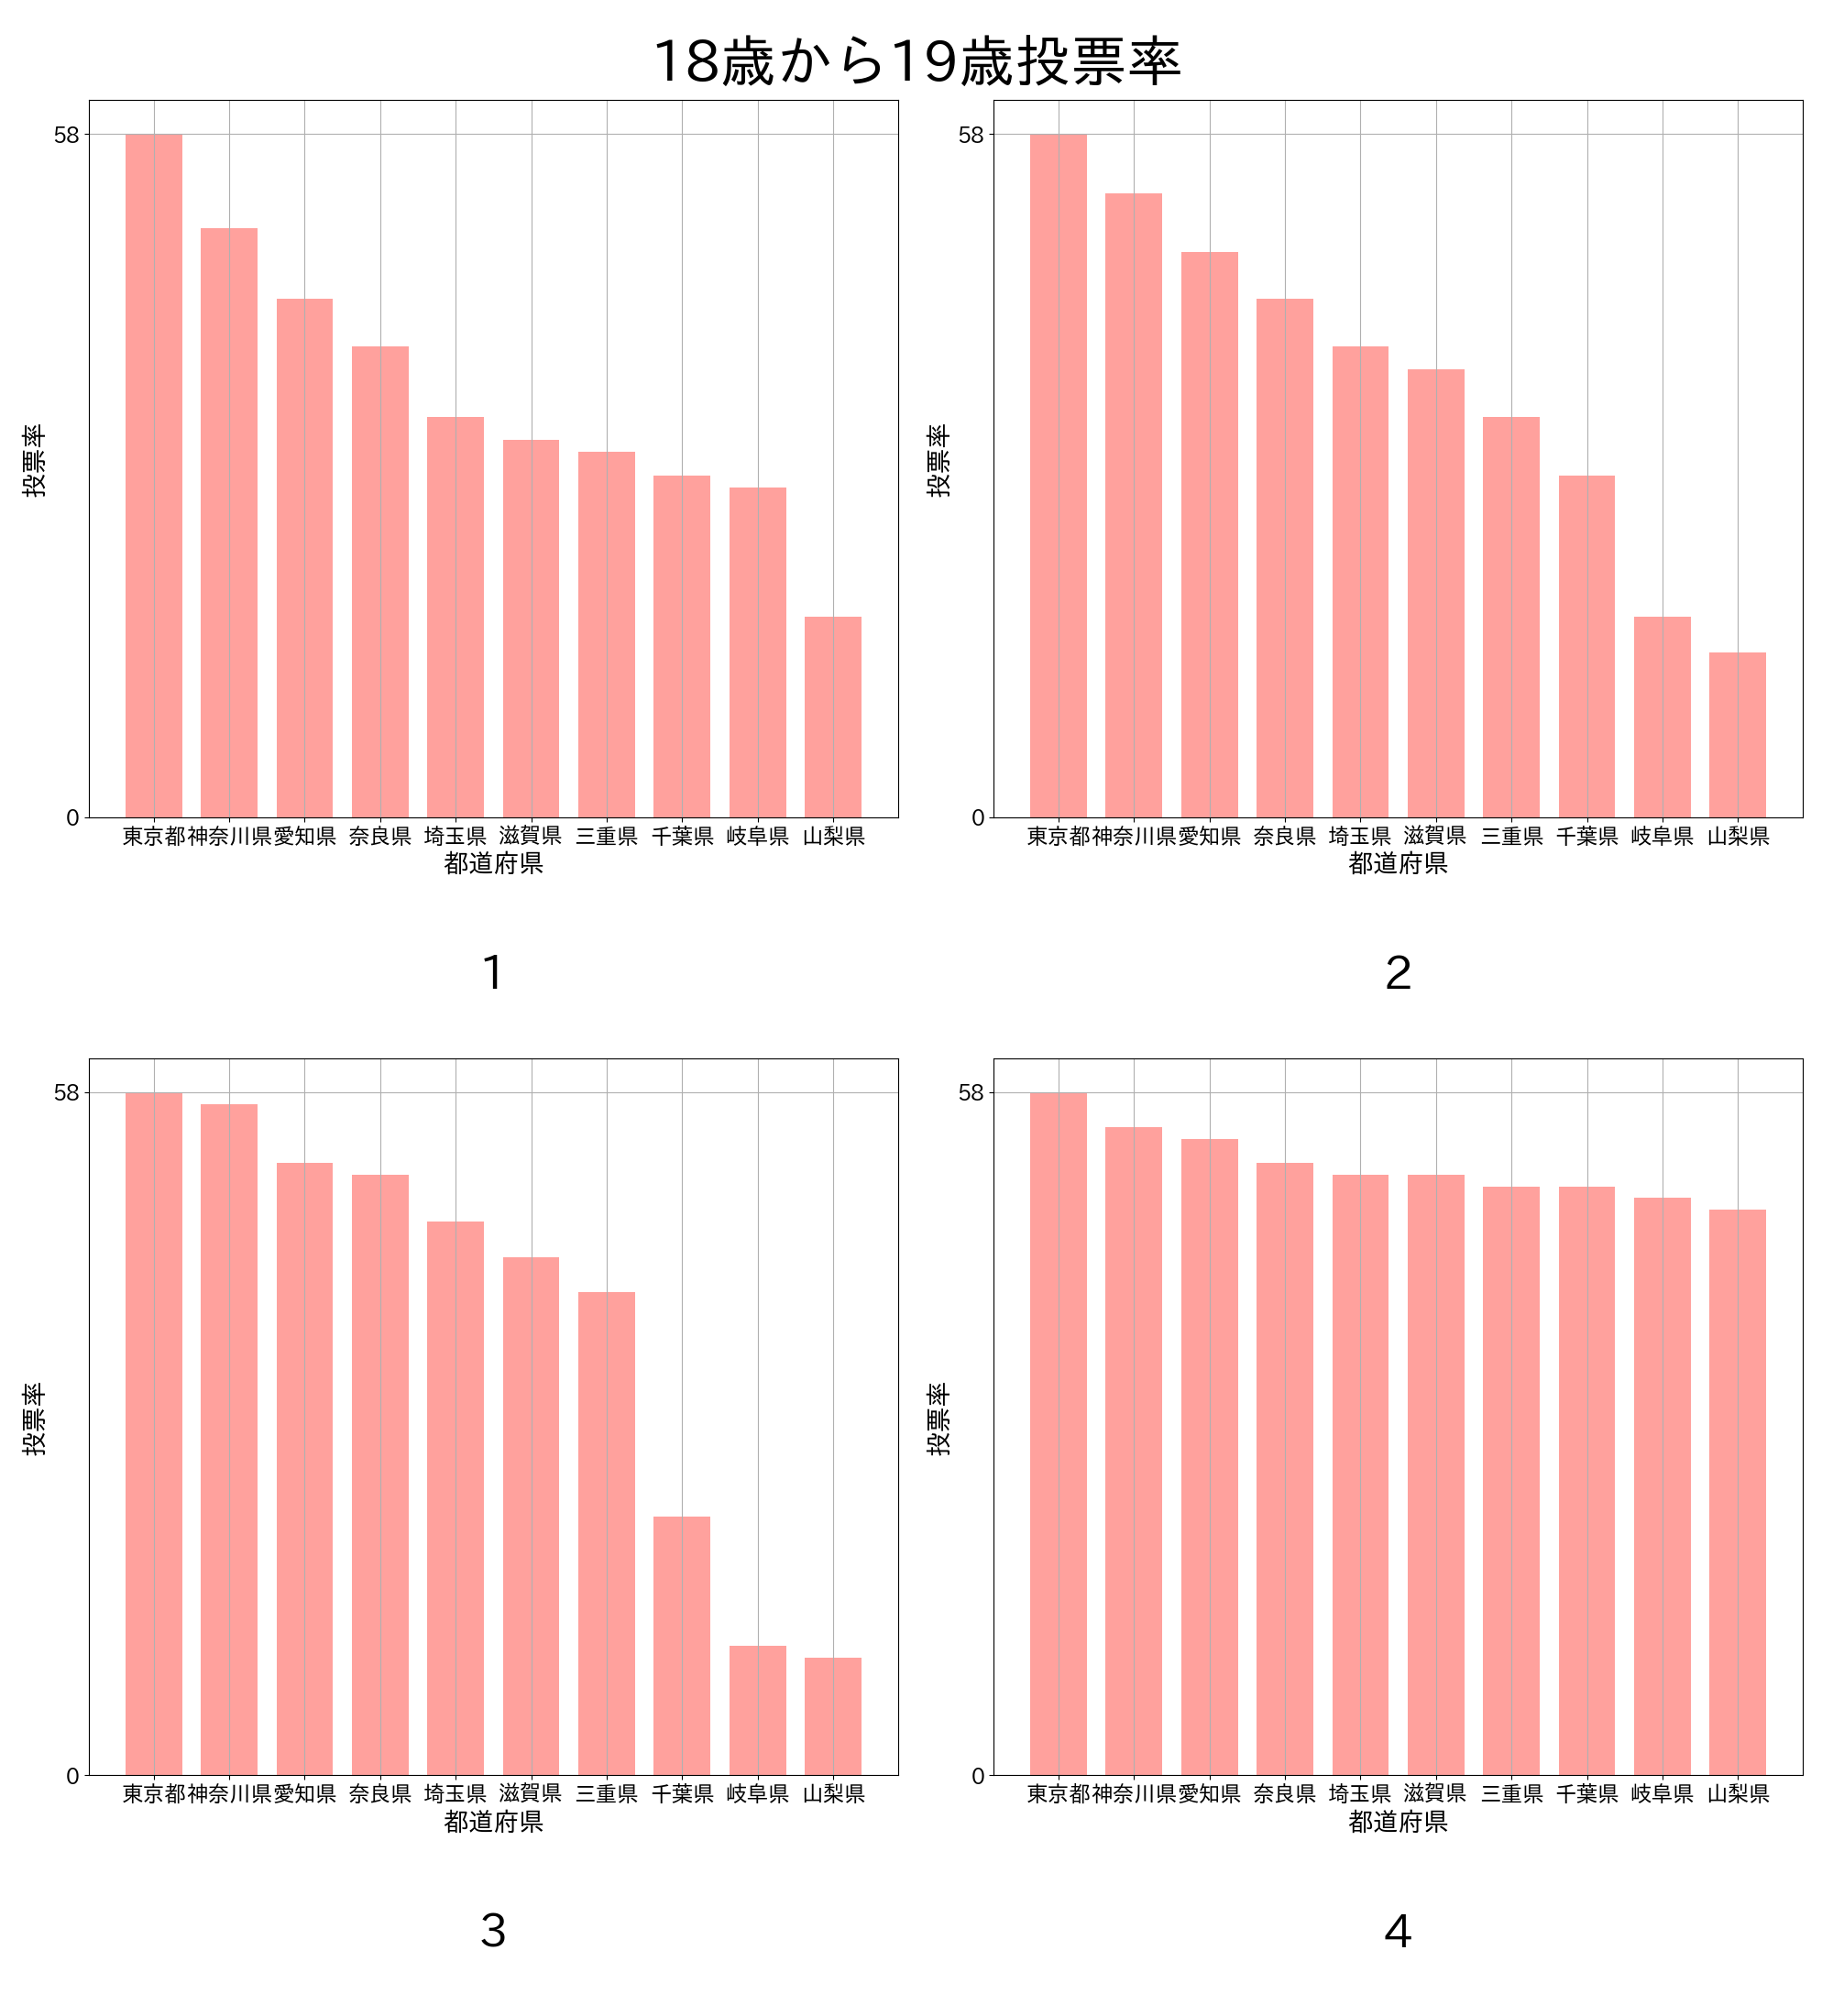 18歳から19歳投票率
58
0
投票率
東京都 神奈川県 愛知県 奈良県 埼玉県 滋賀県 三重県 千葉県 岐阜県 山梨県
都道府県
1
58
0
投票率
東京都 神奈川県 愛知県 奈良県 埼玉県 滋賀県 三重県 千葉県 岐阜県 山梨県
都道府県
2
58
0
投票率
東京都 神奈川県 愛知県 奈良県 埼玉県 滋賀県 三重県 千葉県 岐阜県 山梨県
都道府県
3
58
0
投票率
東京都 神奈川県 愛知県 奈良県 埼玉県 滋賀県 三重県 千葉県 岐阜県 山梨県
都道府県
4